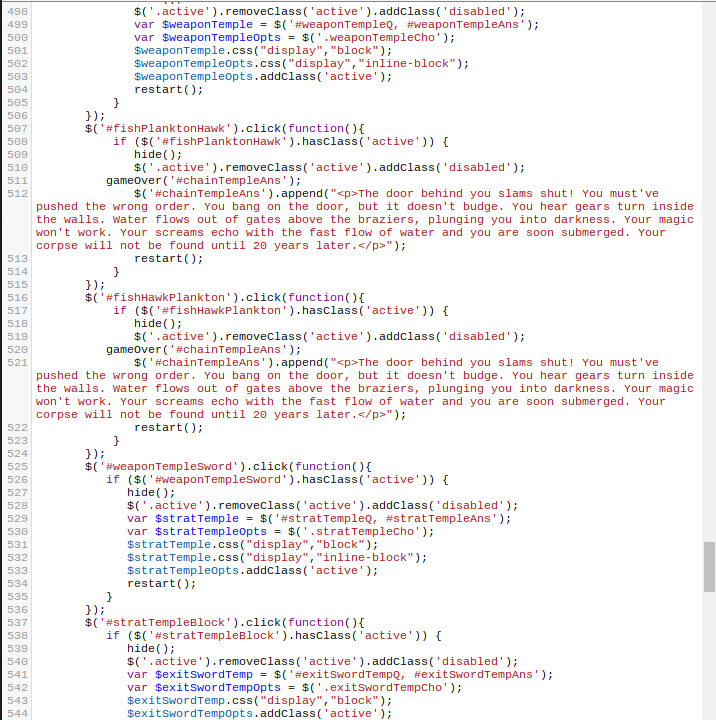 498 $('.active').removeClass('active').addClass('disabled');
499 var $weaponTemple = $('#weaponTempleQ, #weaponTempleAns');
500 var $weaponTempleOpts = $('.weaponTempleCho');
501 $weaponTemple.css("display","block");
502 $weaponTempleOpts.css("display","inline-block");
503 $weaponTempleOpts.addClass('active');
504 restart();
505 }
506 });
507 $('#fishPlanktonHawk').click(function(){
508 if ($('#fishPlanktonHawk').hasClass('active')) {
509 hide();
510 $('.active').removeClass('active').addClass('disabled');
511 gameOver('#chainTempleAns');
512 $('#chainTempleAns').append("<p>The door behind you slams shut! You must've
pushed the wrong order. You bang on the door, but it doesn't budge. You hear gears turn inside
the walls. Water flows out of gates above the braziers, plunging you into darkness. Your magic
won't work. Your screams echo with the fast flow of water and you are soon submerged. Your
corpse will not be found until 20 years later.</p>");
513 restart();
514 }
515 });
516 $('#fishHawkPlankton').click(function(){
517 if ($('#fishHawkPlankton').hasClass('active')) {
518 hide();
519 $('.active').removeClass('active').addClass('disabled');
520 gameOver('#chainTempleAns');
521 $('#chainTempleAns').append("<p>The door behind you slams shut! You must've
pushed the wrong order. You bang on the door, but it doesn't budge. You hear gears turn inside
the walls. Water flows out of gates above the braziers, plunging you into darkness. Your magic
won't work. Your screams echo with the fast flow of water and you are soon submerged. Your
corpse will not be found until 20 years later.</p>");
522 restart();
523 }
524 });
525 $('#weaponTempleSword').click(function(){
526 if ($('#weaponTempleSword').hasClass('active')) {
527 hide();
528 $('.active').removeClass('active').addClass('disabled');
529 var $stratTemple = $('#stratTempleQ, #stratTempleAns');
530 var $stratTempleOpts = $('.stratTempleCho');
531 $stratTemple.css("display","block");
532 $stratTemple.css("display","inline-block");
533 $stratTempleOpts.addClass('active');
534 restart();
535 }
536 });
537 $('#stratTempleBlock').click(function(){
538 if ($('#stratTempleBlock').hasClass('active')) {
539 hide();
540 $('.active').removeClass('active').addClass('disabled');
541 var $exitSwordTemp = $('#exitSwordTempQ, #exitSwordTempAns');
542 var $exitSwordTempOpts = $('.exitSwordTempCho');
543 $exitSwordTemp.css("display","block");
544 $exitSwordTempOpts.addClass('active');